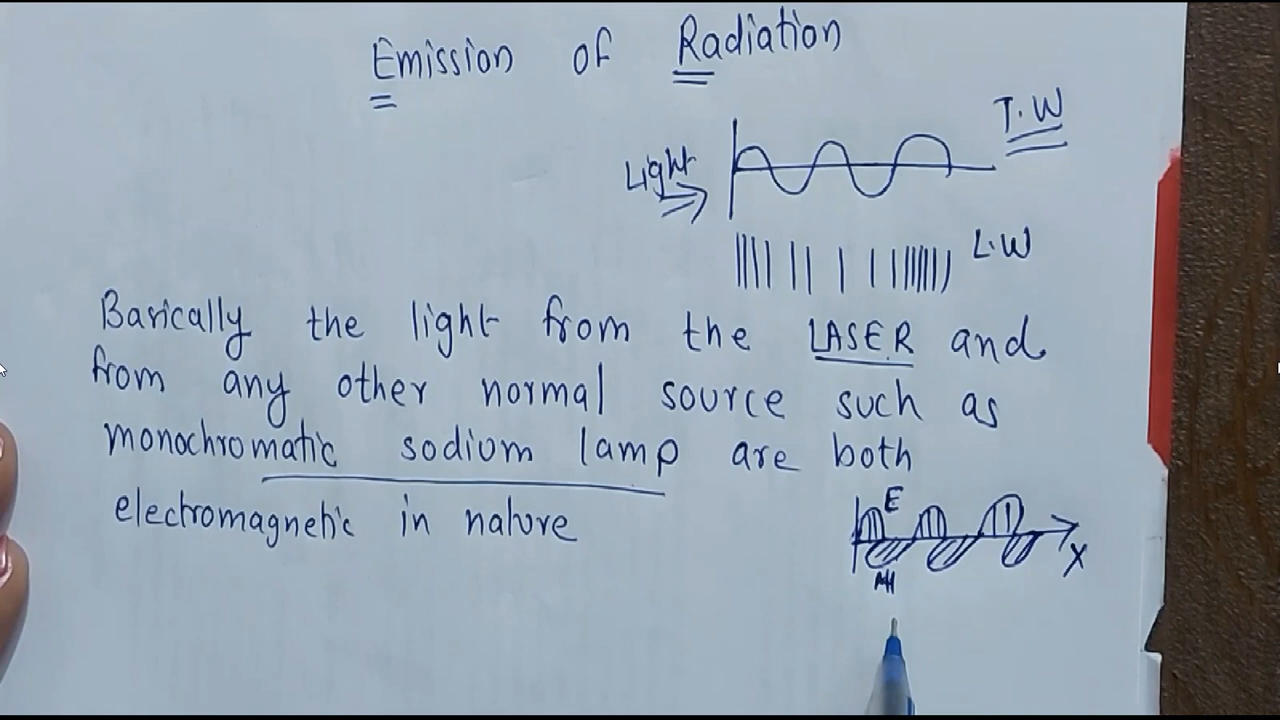 Emission of Radiation
T.W
Light
L.W
Basically the light from the LASER and
from any other normal source such as
monochromatic sodium lamp are both
electromagnetic in nature
E
X